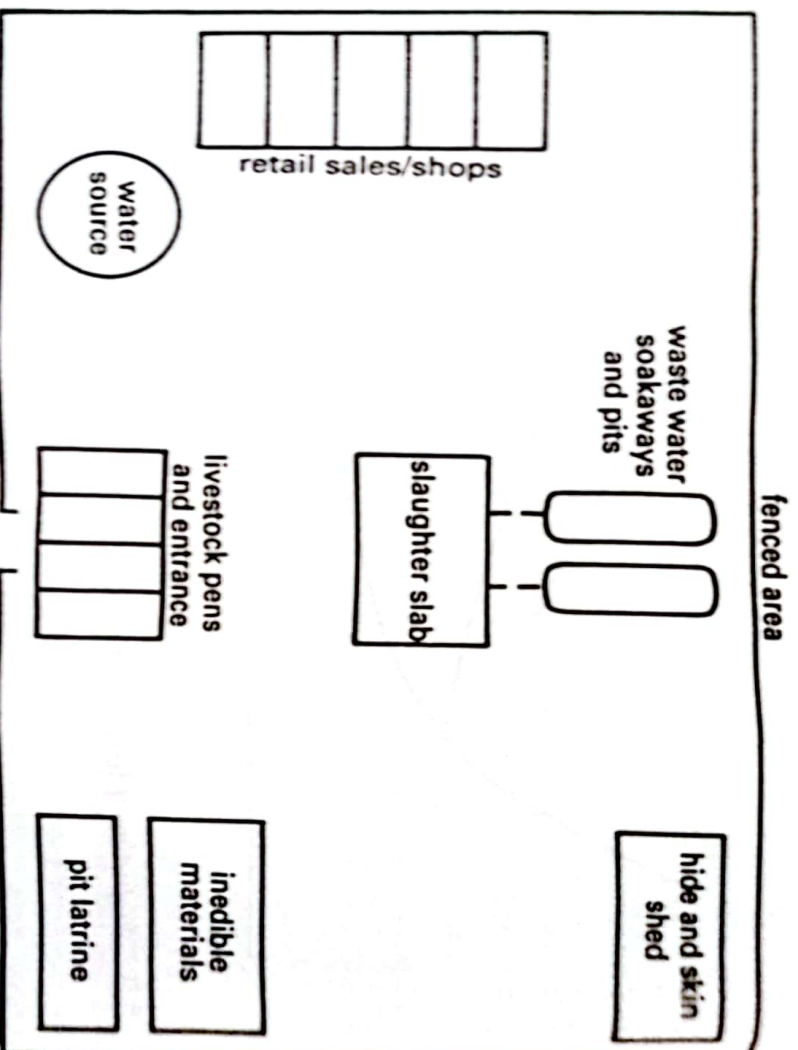 fenced area
waste water
soakaways
and pits
hide and skin
shed
slaughter slab
retail sales/shops
water
source
livestock pens
and entrance
inedible
materials
pit latrine